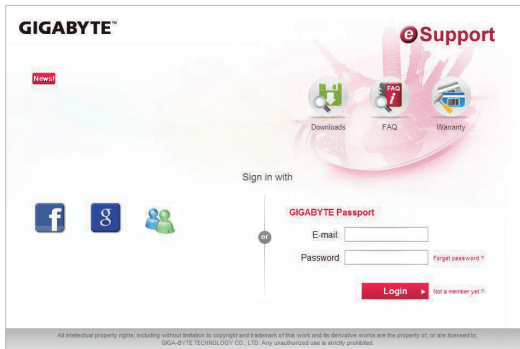 GIGABYTE™
eSupport
News!
FAQ
Downloads
FAQ
Warranty
Sign in with
f
g
or
GIGABYTE Passport
E-mail:
Password
Forget password ?
Login
Not a member yet ?
All intellectual property rights, including without limitation to copyright and trademark of this work and its derivative works are the property of, or are licensed to,
GIGA-BYTE TECHNOLOGY CO., LTD. Any unauthorized use is strictly prohibited.